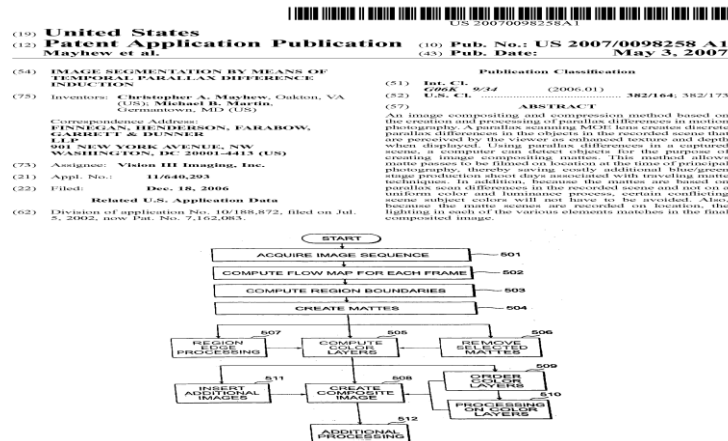 US 20070098258A1
(19) United States
(12) Patent Application Publication (10) Pub. No.: US 2007/0098258 A1
Mayhew et al. (43) Pub. Date: May 3, 2007
(54) IMAGE SEGMENTATION BY MEANS OF
TEMPORAL PARALLAX DIFFERENCE
INDUCTION
(75) Inventors: Christopher A. Mayhew, Oakton, VA
(US); Michael B. Martin,
Germantown, MD (US)
Correspondence Address:
FINNEGAN, HENDERSON, FARABOW,
GARRETT & DUNNER
LLP
901 NEW YORK AVENUE, NW
WASHINGTON, DC 20001-4413 (US)
(73) Assignee: Vision III Imaging, Inc.
(21) Appl. No.: 11/640,293
(22) Filed: Dec. 18, 2006
Related U.S. Application Data
(62) Division of application No. 10/188,872, filed on Jul.
5, 2002, now Pat. No. 7,162,083.
Publication Classification
(51) Int. Cl.
G06K 9/34 (2006.01)
(52) U.S. Cl. 382/164; 382/173
(57) ABSTRACT
An image compositing and compression method based on
the creation and processing of parallax differences in motion
photography. A parallax scanning MOE lens creates discrete
parallax differences in the objects in the recorded scene that
are perceived by the viewer as enhanced texture and depth
when displayed. Using parallax differences in a captured
scene, a computer can detect objects for the purpose of
creating image compositing mattes. This method allows
matte passes to be filmed on location at the time of principal
photography, thereby saving costly additional blue/green
stage production shoot days associated with traveling matte
techniques. In addition, because the mattes are based on
parallax scan differences in the recorded scene and not on a
uniform color and luminance process, certain conflicting
scene subject colors will not have to be avoided. Also,
because the matte scenes are recorded on location, the
lighting in each of the various elements matches in the final
composited image.
START
ACQUIRE IMAGE SEQUENCE 501
COMPUTE FLOW MAP FOR EACH FRAME 502
COMPUTE REGION BOUNDARIES 503
CREATE MATTES 504
507 505 506
REGION EDGE PROCESSING
COMPUTE COLOR LAYERS
REMOVE SELECTED MATTES
511 508 509
INSERT ADDITIONAL IMAGES
CREATE COMPOSITE IMAGE
ORDER COLOR LAYERS
510
PROCESSING ON COLOR LAYERS
512
ADDITIONAL PROCESSING